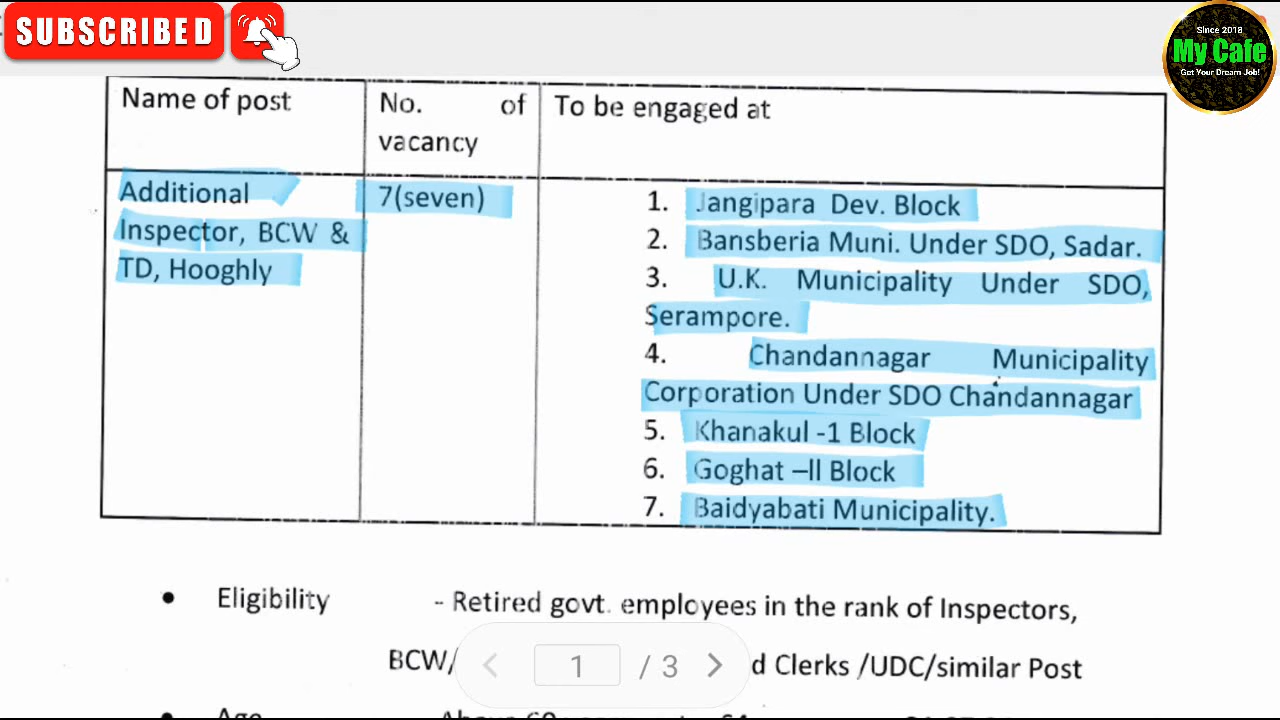 SUBSCRIBED
Since 2018
My Cafe
Get Your Dream Job!
Name of post
No. of
vacancy
To be engaged at
Additional
Inspector, BCW &
TD, Hooghly
7(seven)
1. Jangipara Dev. Block
2. Bansberia Muni. Under SDO, Sadar.
3. U.K. Municipality Under SDO,
Serampore.
4. Chandannagar Municipality
Corporation Under SDO Chandannagar
5. Khanakul -1 Block
6. Goghat –ll Block
7. Baidyabati Municipality.
• Eligibility - Retired govt. employees in the rank of Inspectors,
BCW/ d Clerks /UDC/similar Post
1 / 3
• Age